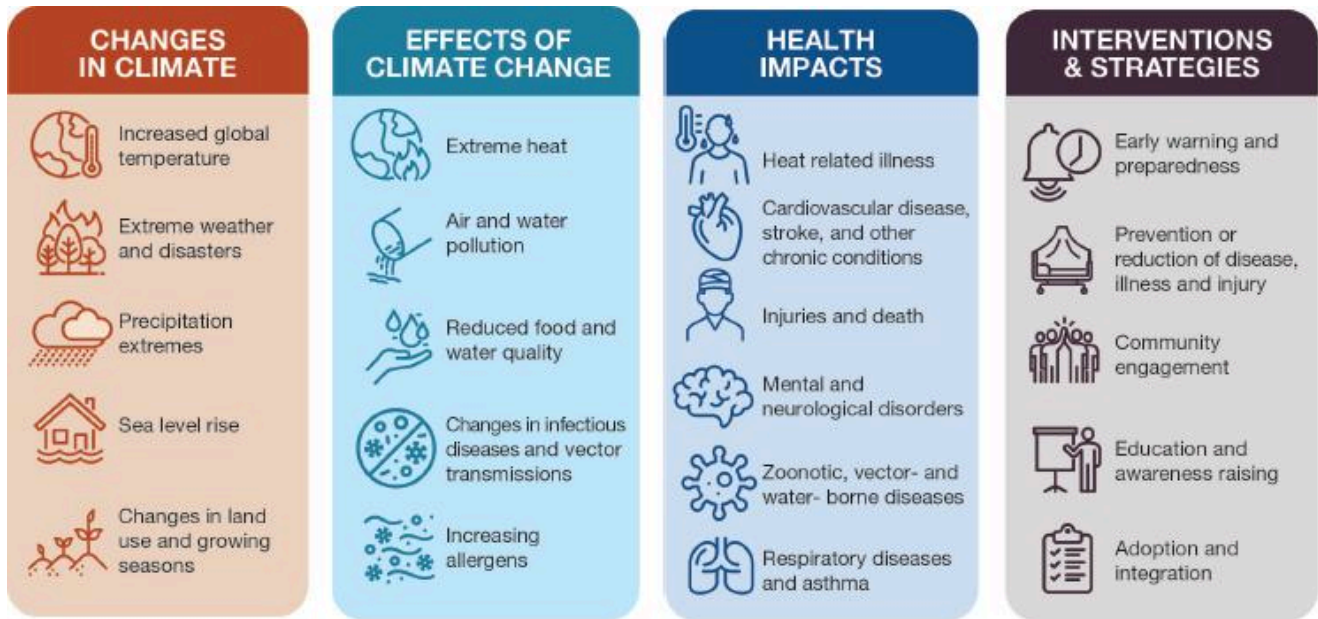 CHANGES
IN CLIMATE
Increased global
temperature
Extreme weather
and disasters
Precipitation
extremes
Sea level rise
Changes in land
use and growing
seasons
EFFECTS OF
CLIMATE CHANGE
Extreme heat
Air and water
pollution
Reduced food and
water quality
Changes in infectious
diseases and vector
transmissions
Increasing
allergens
HEALTH
IMPACTS
Heat related illness
Cardiovascular disease,
stroke, and other
chronic conditions
Injuries and death
Mental and
neurological disorders
Zoonotic, vector- and
water- borne diseases
Respiratory diseases
and asthma
INTERVENTIONS
& STRATEGIES
Early warning and
preparedness
Prevention or
reduction of disease,
illness and injury
Community
engagement
Education and
awareness raising
Adoption and
integration